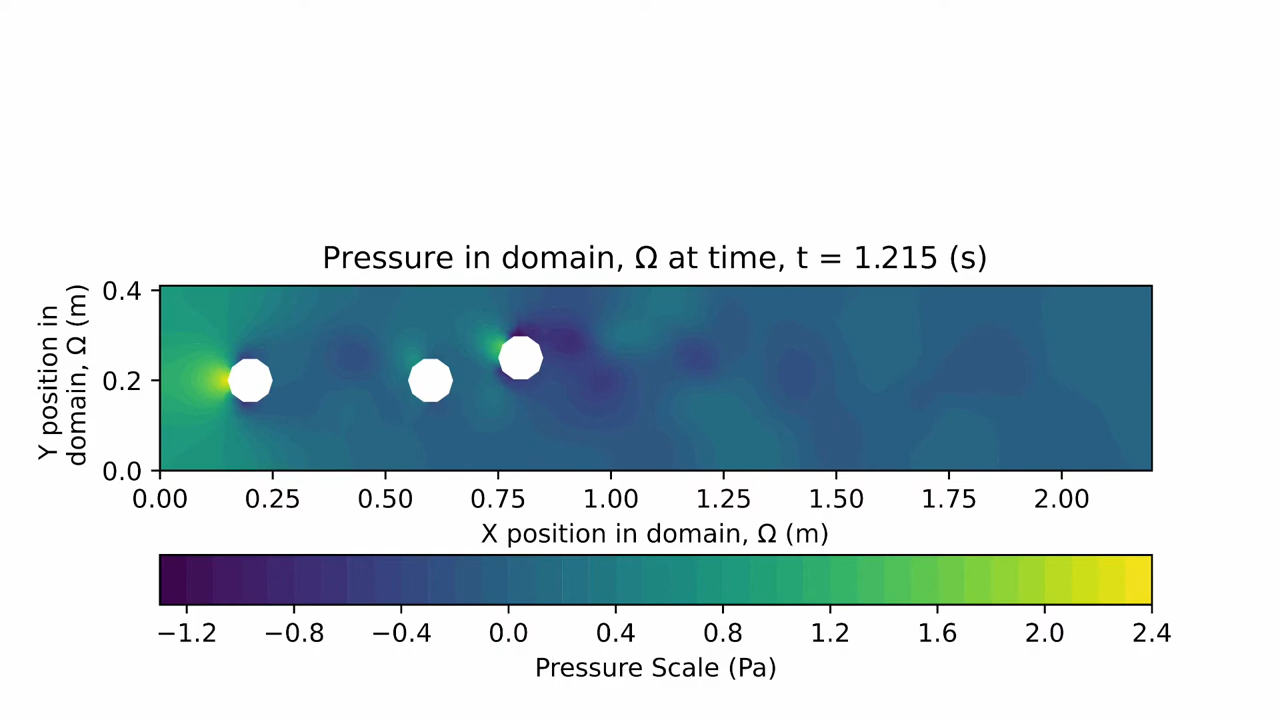 Pressure in domain, Ω at time, t = 1.215 (s)
Y position in
domain, Ω (m)
0.4
0.2
0.0
0.00 0.25 0.50 0.75 1.00 1.25 1.50 1.75 2.00
X position in domain, Ω (m)
−1.2 −0.8 −0.4 0.0 0.4 0.8 1.2 1.6 2.0 2.4
Pressure Scale (Pa)